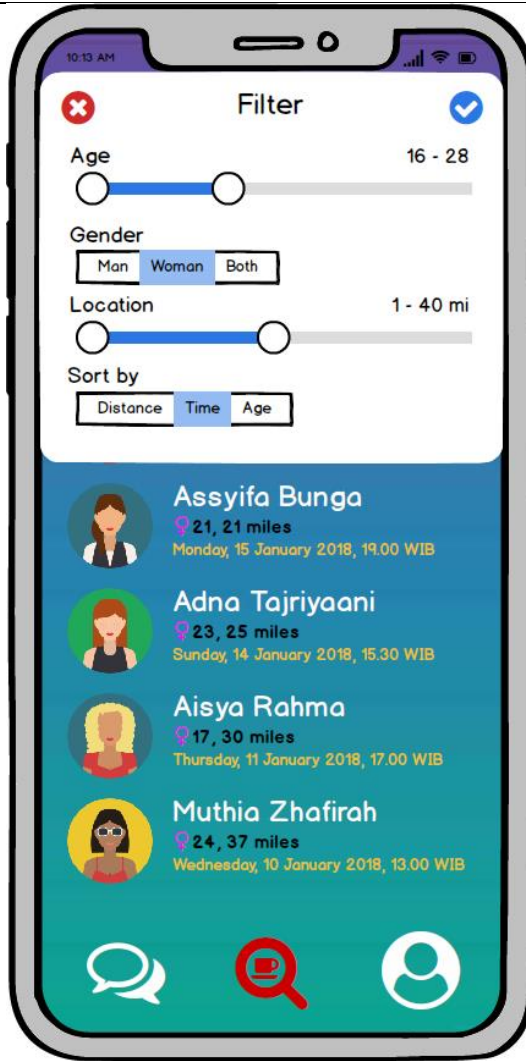 10:13 AM
Filter
Age 16 - 28
Gender
Man Woman Both
Location 1 - 40 mi
Sort by
Distance Time Age
Assyifa Bunga
21, 21 miles
Monday, 15 January 2018, 19.00 WIB
Adna Tajriyaani
23, 25 miles
Sunday, 14 January 2018, 15.30 WIB
Aisya Rahma
17, 30 miles
Thursday, 11 January 2018, 17.00 WIB
Muthia Zhafirah
24, 37 miles
Wednesday, 10 January 2018, 13.00 WIB